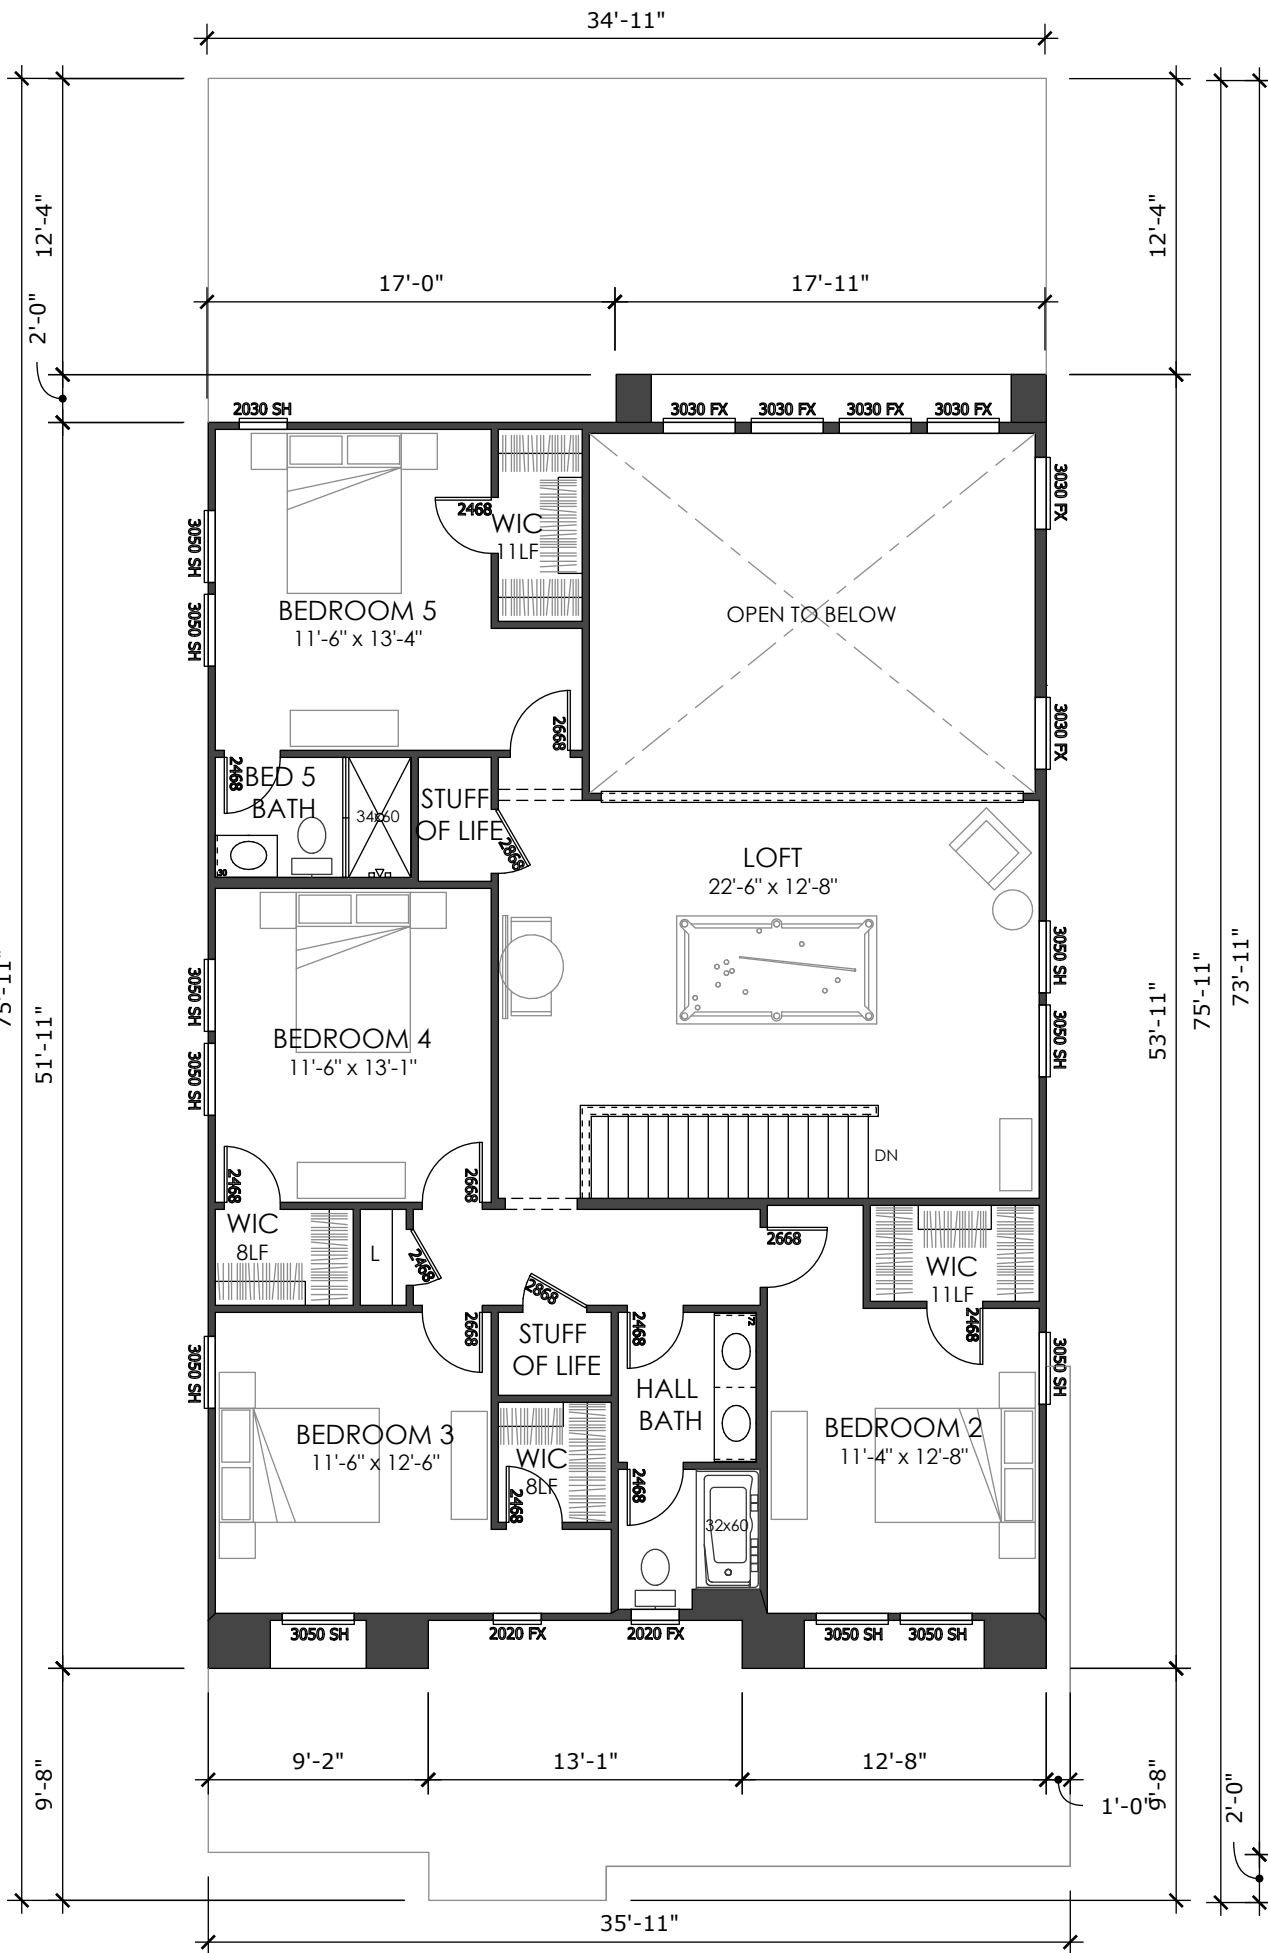 34'-11"
12'-4"
12'-4"
17'-0"
17'-11"
2'-0"
2030 SH
3030 FX
3030 FX
3030 FX
3030 FX
3030 FX
3050 SH
2468
WIC
11LF
3050 SH
BEDROOM 5
11'-6" x 13'-4"
OPEN TO BELOW
2668
3030 FX
2468
BED 5
BATH
34x60
30
STUFF
OF LIFE
2868
LOFT
22'-6" x 12'-8"
3050 SH
3050 SH
75'-11"
51'-11"
3050 SH
BEDROOM 4
11'-6" x 13'-1"
3050 SH
53'-11"
75'-11"
73'-11"
DN
2468
2668
WIC
8LF
L
2468
2668
WIC
11LF
2868
2668
STUFF
OF LIFE
2468
72
2468
3050 SH
3050 SH
HALL
BATH
BEDROOM 3
11'-6" x 12'-6"
BEDROOM 2
11'-4" x 12'-8"
WIC
8LF
2468
2468
32x60
3050 SH
2020 FX
2020 FX
3050 SH
3050 SH
9'-2"
13'-1"
12'-8"
9'-8"
1'-0"
9'-8"
2'-0"
35'-11"